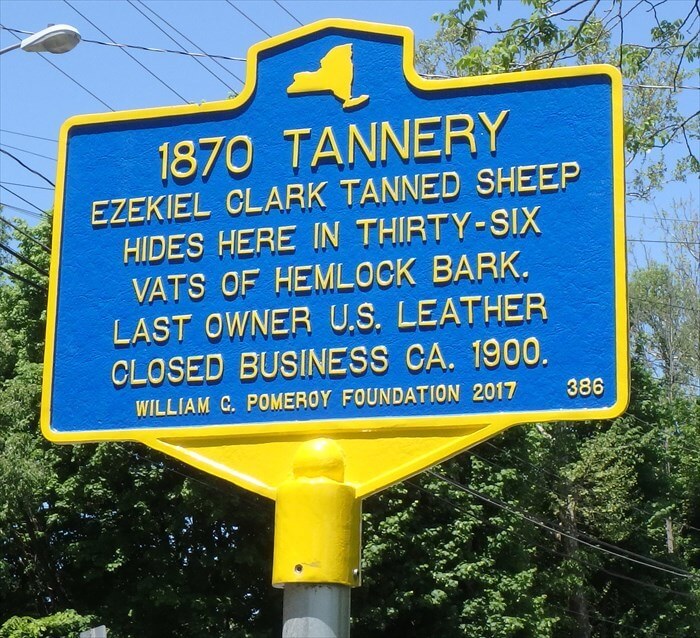 1870 TANNERY
EZEKIEL CLARK TANNED SHEEP
HIDES HERE IN THIRTY-SIX
VATS OF HEMLOCK BARK.
LAST OWNER U.S. LEATHER
CLOSED BUSINESS CA. 1900.
WILLIAM G. POMEROY FOUNDATION 2017 386